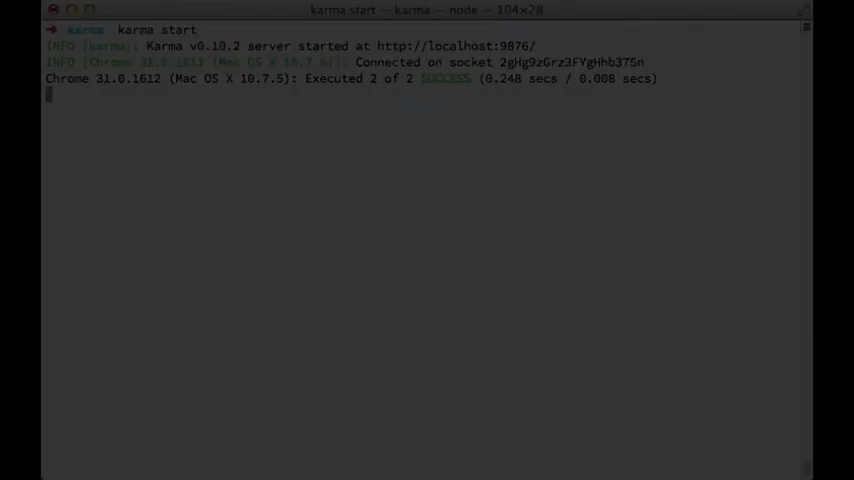 karma start — karma — node — 104×28
➜ karma karma start
INFO [karma]: Karma v0.10.2 server started at http://localhost:9876/
INFO [Chrome 31.0.1612 (Mac OS X 10.7.5)]: Connected on socket 2gHg9zGrz3FYgHhb375n
Chrome 31.0.1612 (Mac OS X 10.7.5): Executed 2 of 2 SUCCESS (0.248 secs / 0.008 secs)